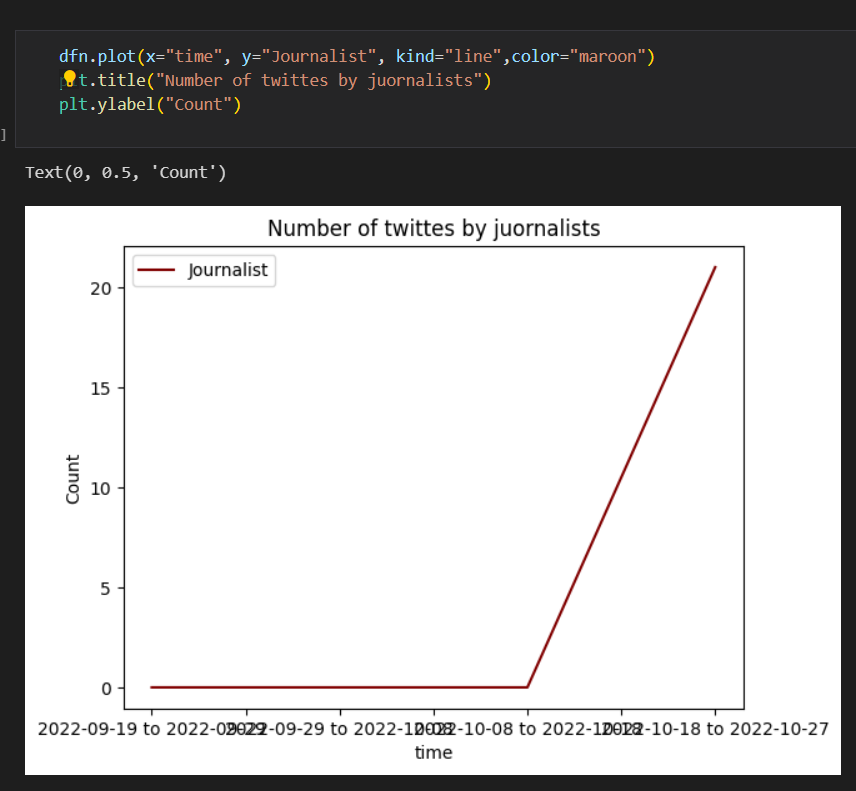 dfn.plot(x="time", y="Journalist", kind="line",color="maroon")
plt.title("Number of twittes by juornalists")
plt.ylabel("Count")
]
Text(0, 0.5, 'Count')
Number of twittes by juornalists
Journalist
20
15
10
5
0
Count
2022-09-19 to 2022-09-29 2022-09-29 to 2022-10-08 2022-10-08 to 2022-10-18 2022-10-18 to 2022-10-27
time